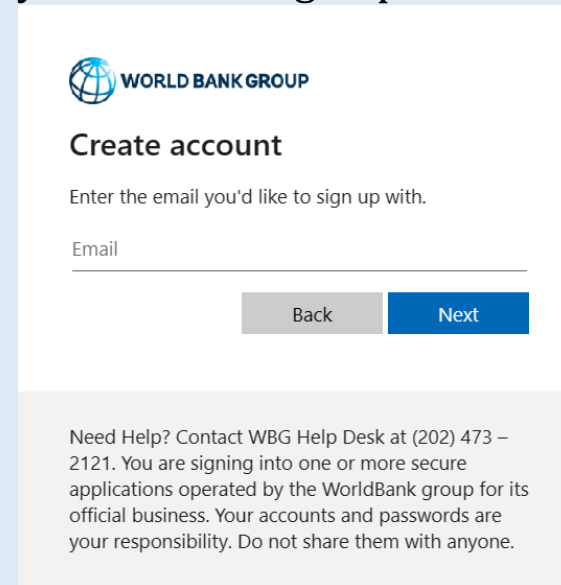 WORLD BANK GROUP
Create account
Enter the email you'd like to sign up with.
Email
Back Next
Need Help? Contact WBG Help Desk at (202) 473 –
2121. You are signing into one or more secure
applications operated by the WorldBank group for its
official business. Your accounts and passwords are
your responsibility. Do not share them with anyone.